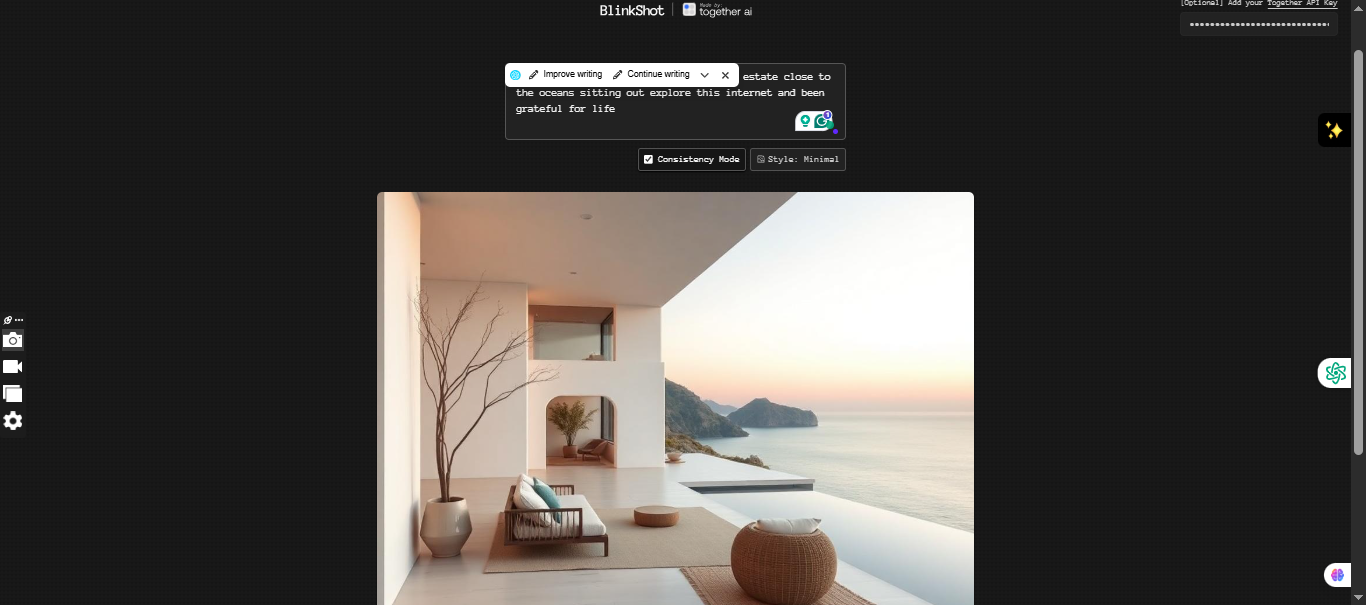 BlinkShot
Made by:
together ai
[Optional] Add your Together API Key
••••••••••••••••••••••••••••
Improve writing
Continue writing
estate close to
the oceans sitting out explore this internet and been
grateful for life
1
Consistency Mode
Style: Minimal